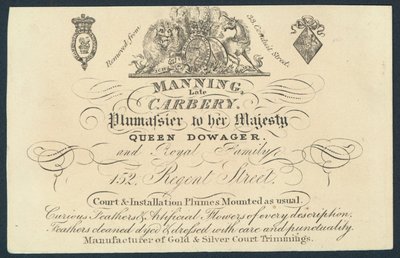 Removed from 38, Conduit Street.
MANNING,
Late
CARBERY.
Plumassier to her Majesty
QUEEN DOWAGER.
and Royal Family.
152, Regent Street.
Court & Installation Plumes Mounted as usual.
Curious Feathers & Artificial Flowers of every description.
Feathers cleaned dyed & dressed with care and punctuality.
Manufacturer of Gold & Silver Court Trimmings.